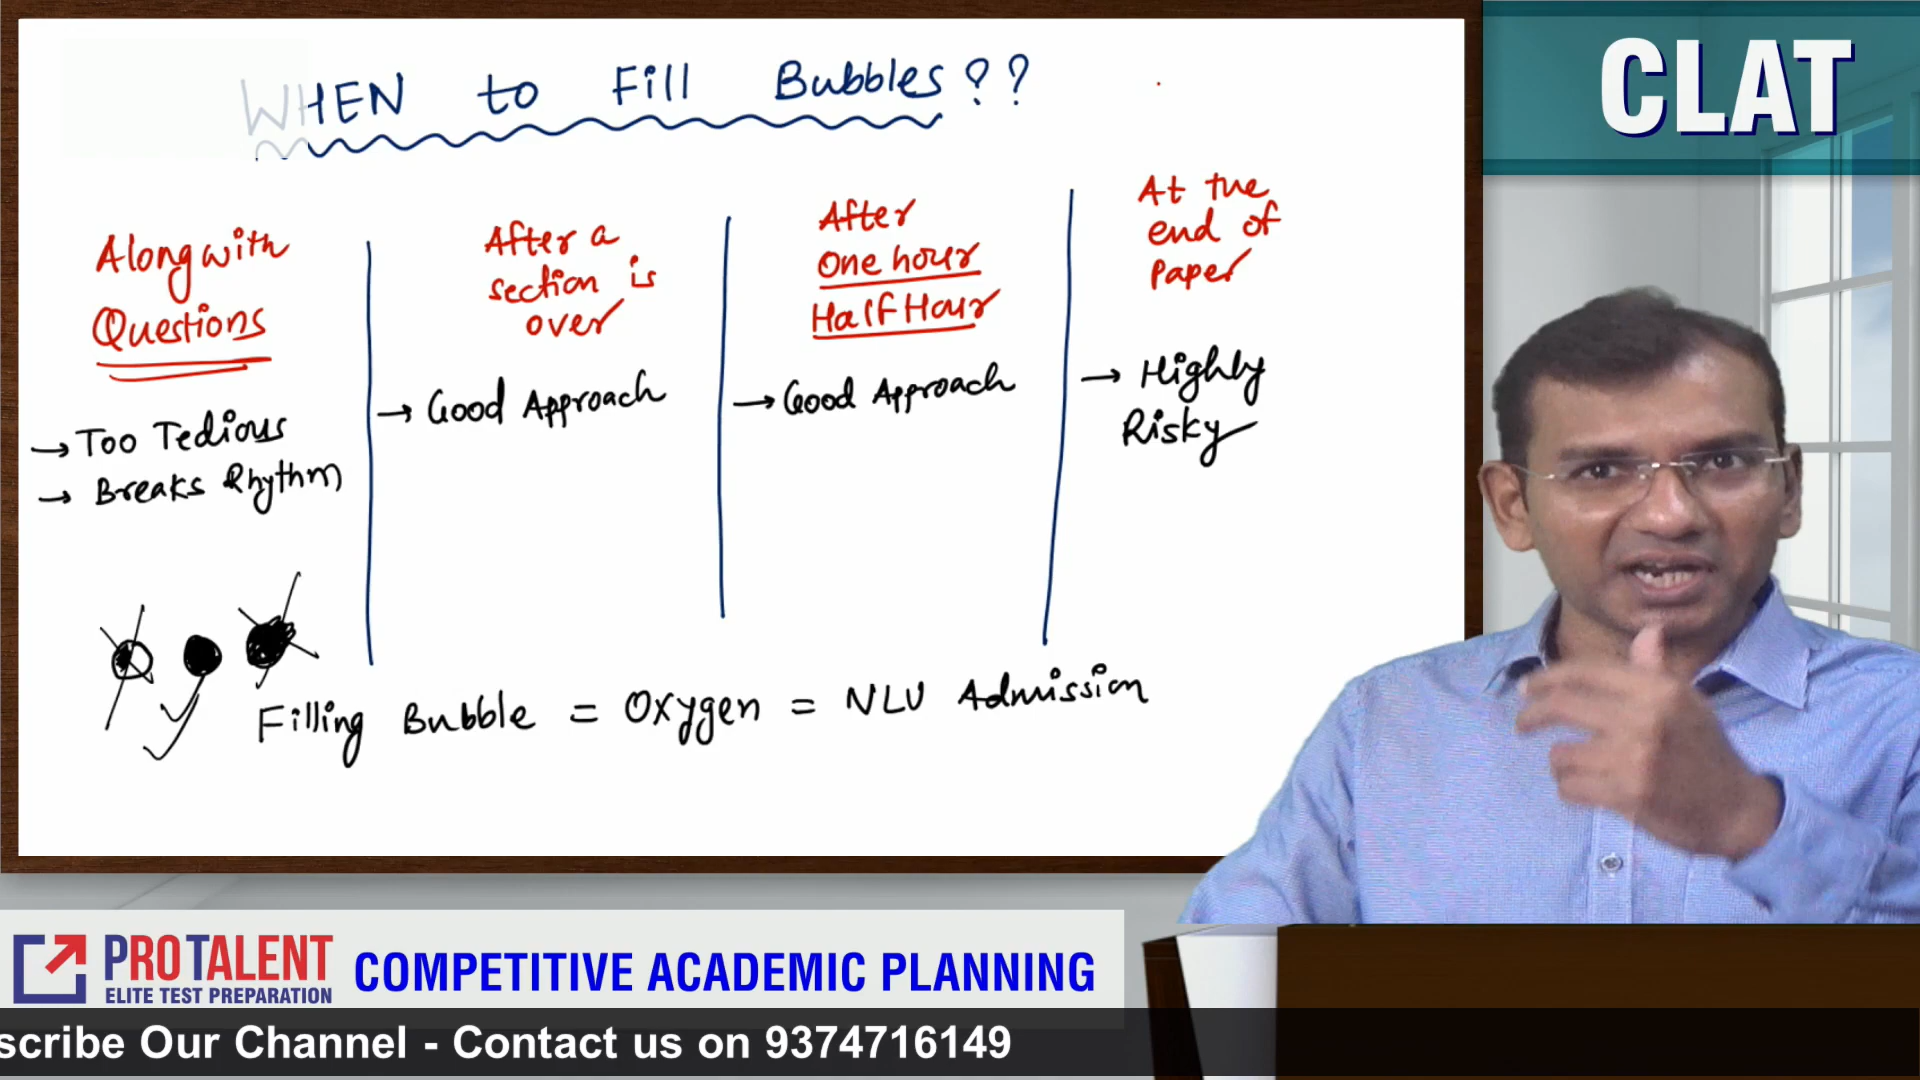 WHEN to Fill Bubbles??
Along with
Questions
→ Too Tedious
→ Breaks Rhythm
After a
section is
over
→ Good Approach
After
One hour
Half Hour
→ Good Approach
At the
end of
paper
→ Highly
Risky
Filling Bubble = Oxygen = NLU Admission
CLAT
PROTALENT
ELITE TEST PREPARATION
COMPETITIVE ACADEMIC PLANNING
scribe Our Channel - Contact us on 9374716149